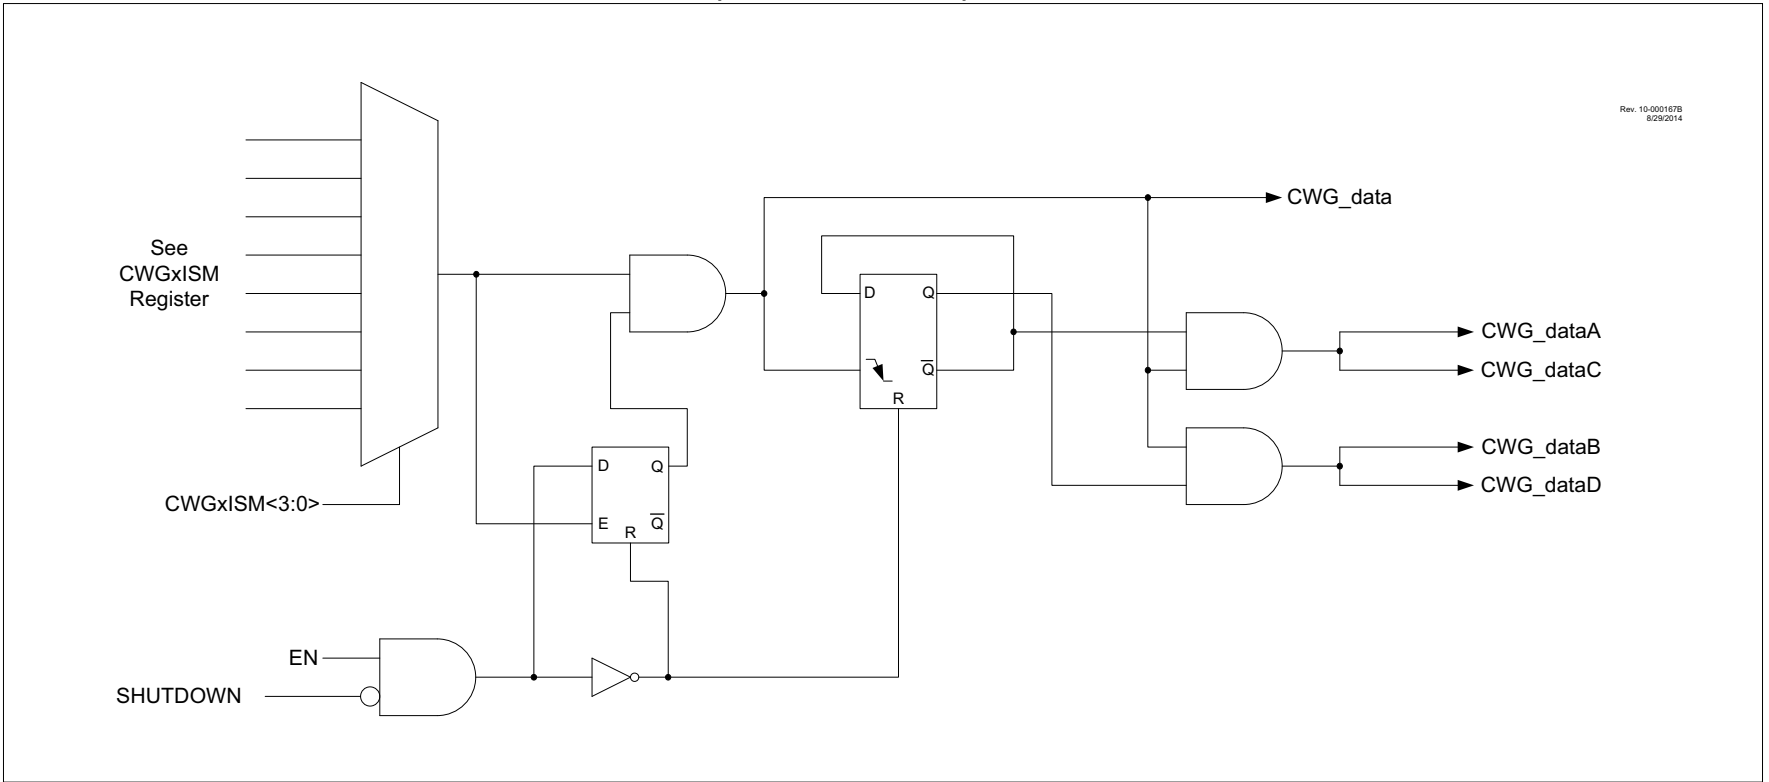 Rev. 10-000167B
8/29/2014
CWG_data
See
CWGxISM
Register
D
Q
Q
R
CWG_dataA
CWG_dataC
CWG_dataB
CWG_dataD
D
Q
E
Q
R
CWGxISM<3:0>
EN
SHUTDOWN